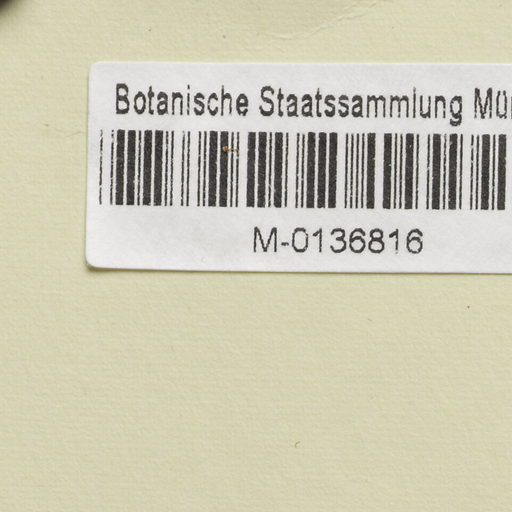 Botanische Staatssammlung Mün
M-0136816